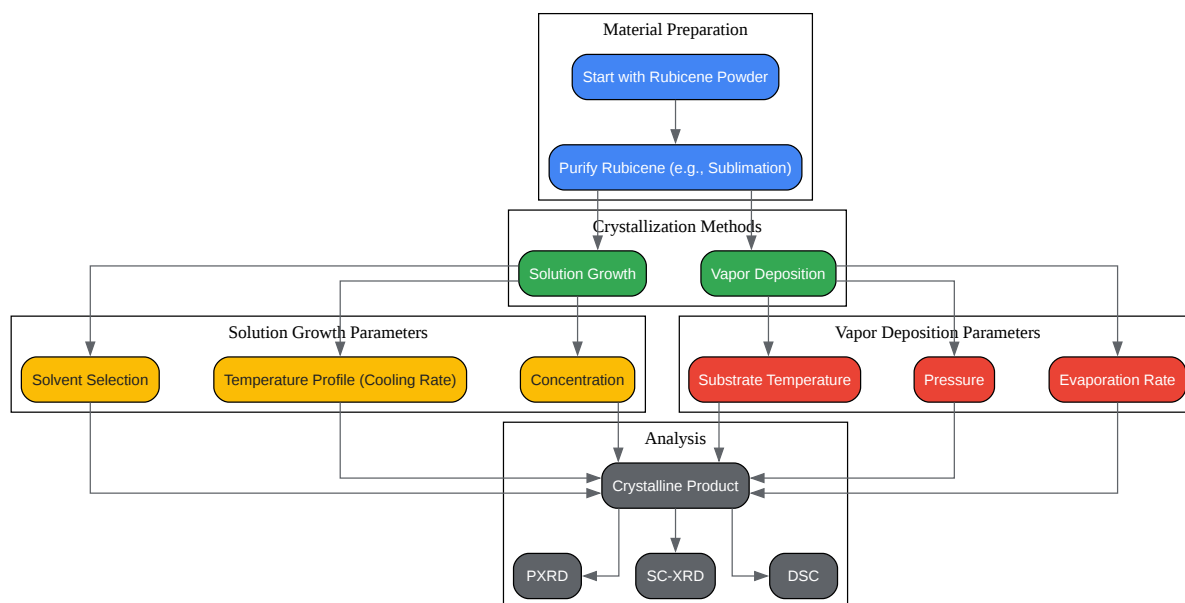 Material Preparation
Start with Rubicene Powder
Purify Rubicene (e.g., Sublimation)
Crystallization Methods
Solution Growth
Vapor Deposition
Solution Growth Parameters
Vapor Deposition Parameters
Solvent Selection
Temperature Profile (Cooling Rate)
Concentration
Substrate Temperature
Pressure
Evaporation Rate
Analysis
Crystalline Product
PXRD
SC-XRD
DSC